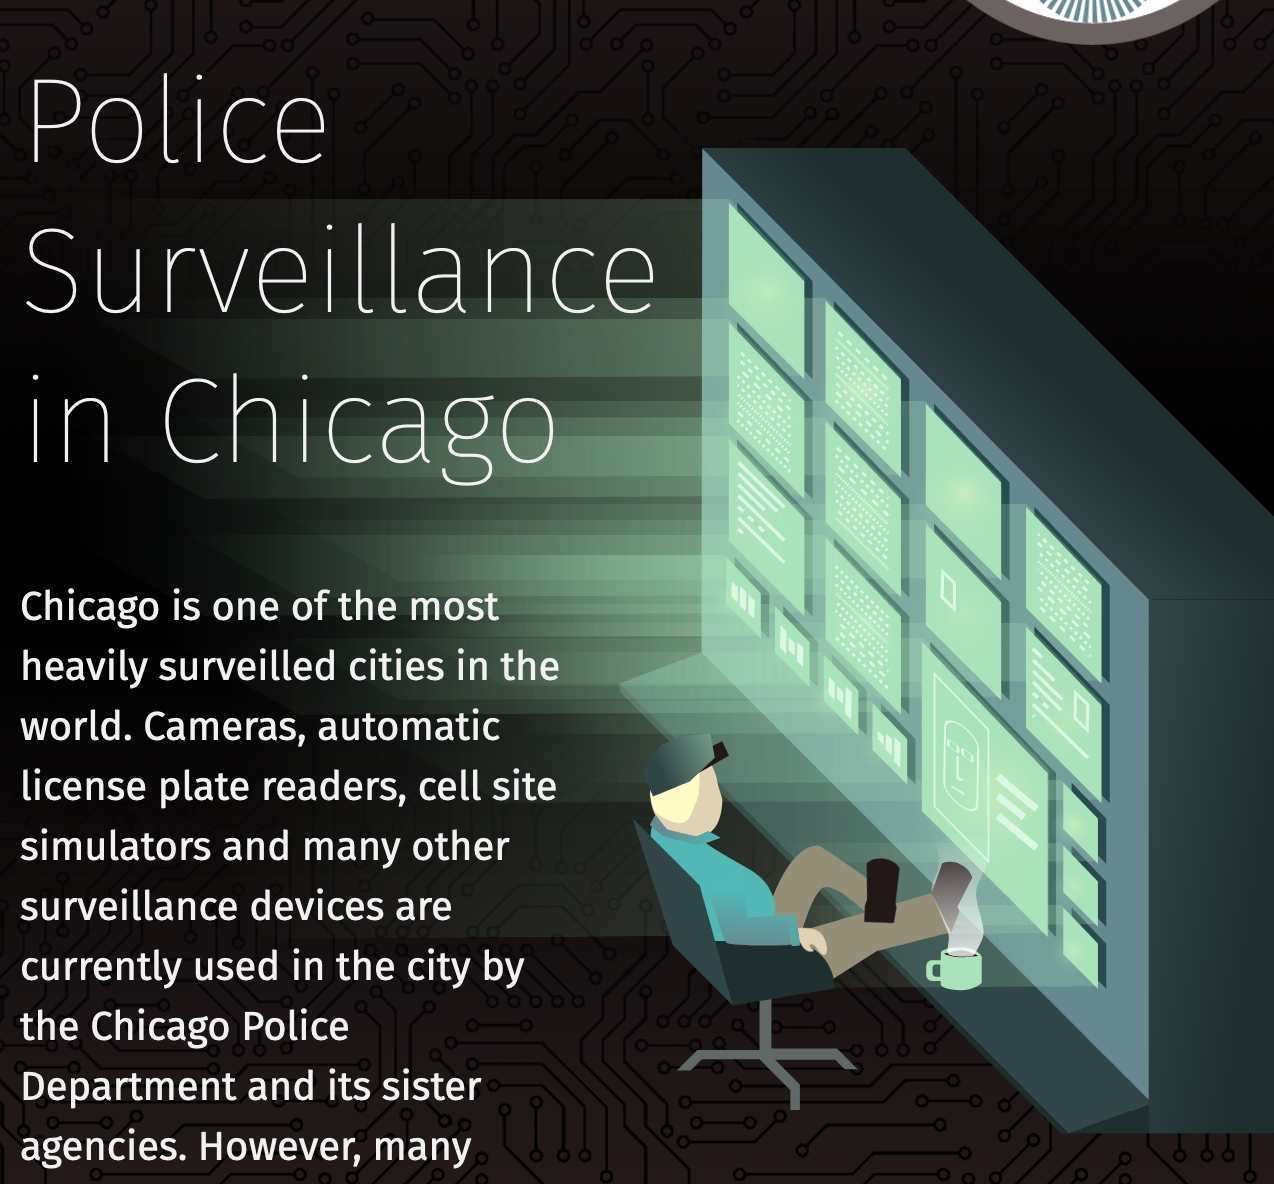 Police
Surveillance
in Chicago
Chicago is one of the most
heavily surveilled cities in the
world. Cameras, automatic
license plate readers, cell site
simulators and many other
surveillance devices are
currently used in the city by
the Chicago Police
Department and its sister
agencies. However, many